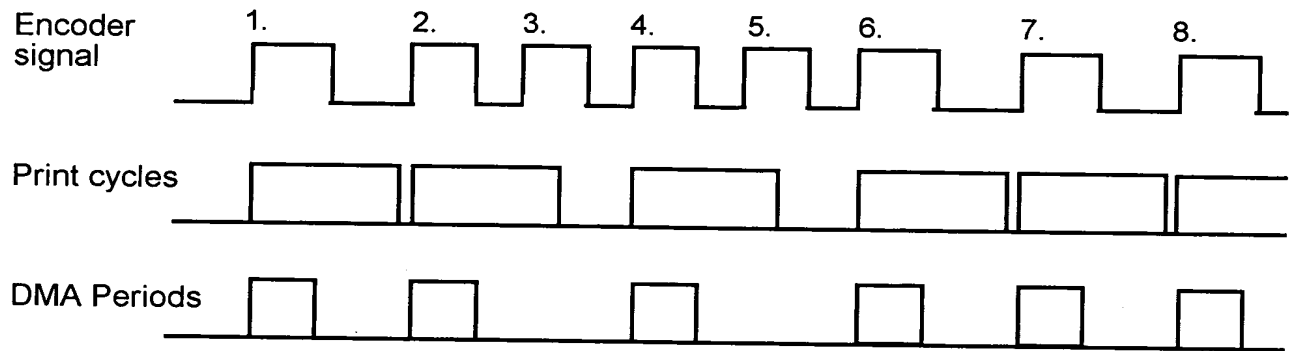 Encoder signal
1. 2. 3. 4. 5. 6. 7. 8.
Print cycles
DMA Periods